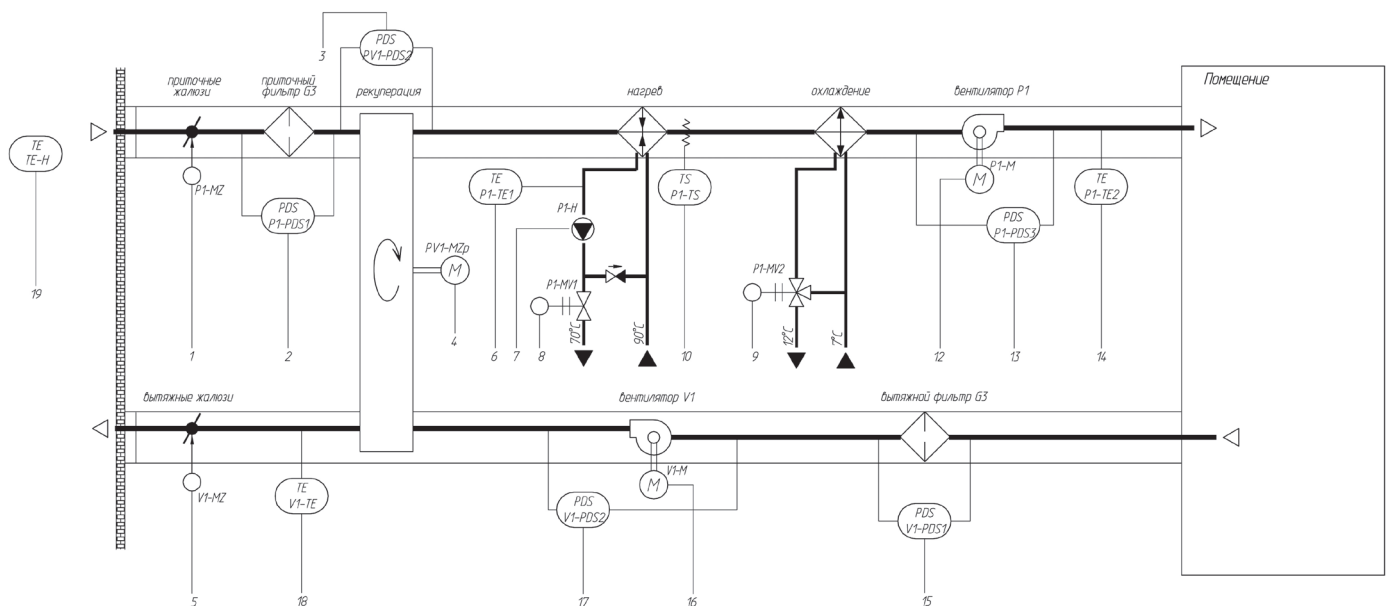 PDS
PV1-PDS2
3
Помещение
приточные
жалюзи
приточный
фильтр G3
рекуперация
нагрев
охлаждение
вентилятор P1
TE
TE-H
P1-MZ
PDS
P1-PDS1
TE
P1-TE1
P1-H
TS
P1-TS
P1-M
M
TE
P1-TE2
PDS
P1-PDS3
PV1-MZp
M
P1-MV1
P1-MV2
70°C
90°C
12°C
7°C
19
1
2
4
6
7
8
10
9
12
13
14
вытяжные жалюзи
вентилятор V1
вытяжной фильтр G3
V1-MZ
TE
V1-TE
V1-M
M
PDS
V1-PDS2
PDS
V1-PDS1
5
18
17
16
15